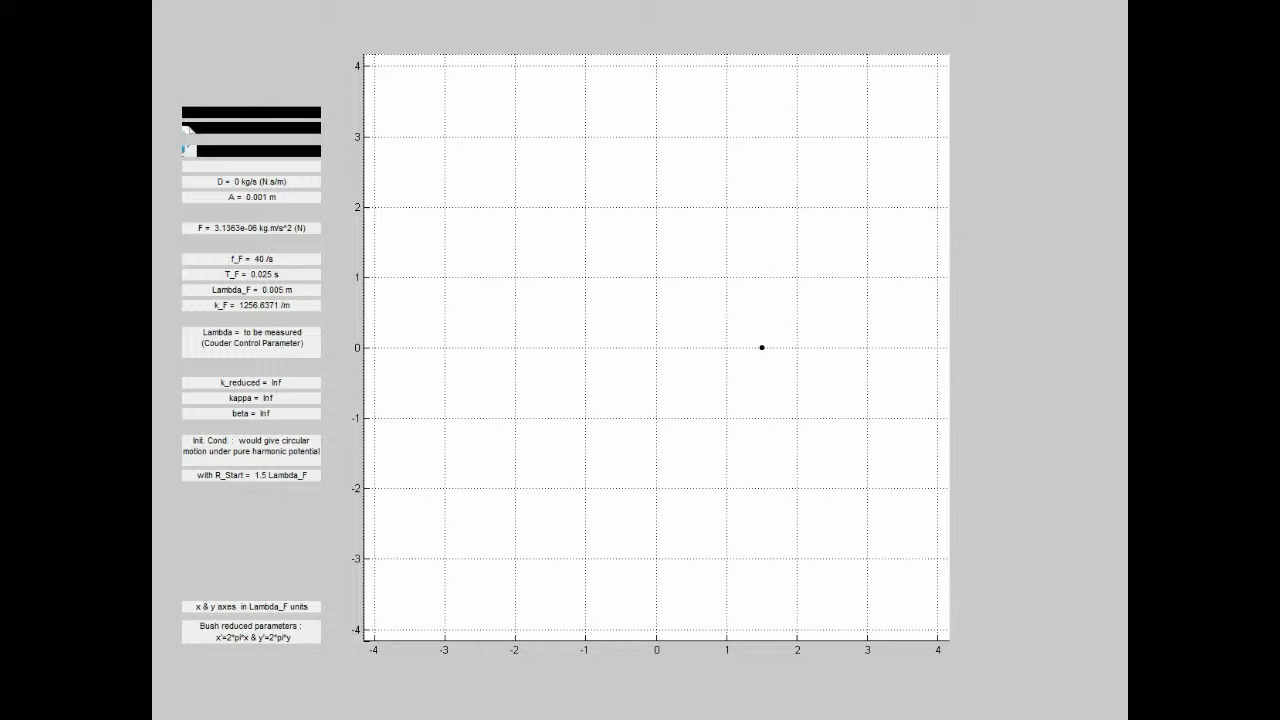 D = 0 kg/s (N.s/m)
A = 0.001 m
F = 3.1363e-06 kg.m/s^2 (N)
f_F = 40 /s
T_F = 0.025 s
Lambda_F = 0.005 m
k_F = 1256.6371 /m
Lambda = to be measured
(Couder Control Parameter)
k_reduced = Inf
kappa = Inf
beta = Inf
Init. Cond. : would give circular
motion under pure harmonic potential
with R_Start = 1.5 Lambda_F
x & y axes in Lambda_F units
Bush reduced parameters :
x'=2*pi*x & y'=2*pi*y
4
3
2
1
0
-1
-2
-3
-4
-4 -3 -2 -1 0 1 2 3 4